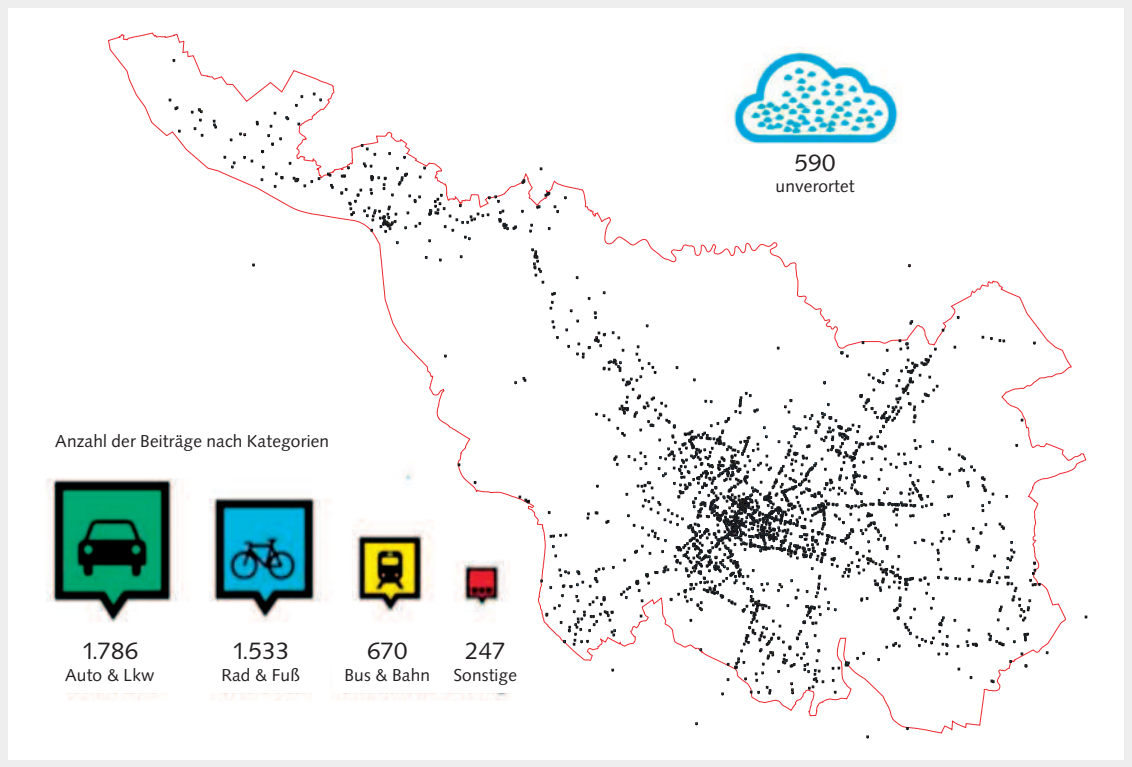 590
unverortet
Anzahl der Beiträge nach Kategorien
1.786
Auto & Lkw
1.533
Rad & Fuß
670
Bus & Bahn
247
Sonstige